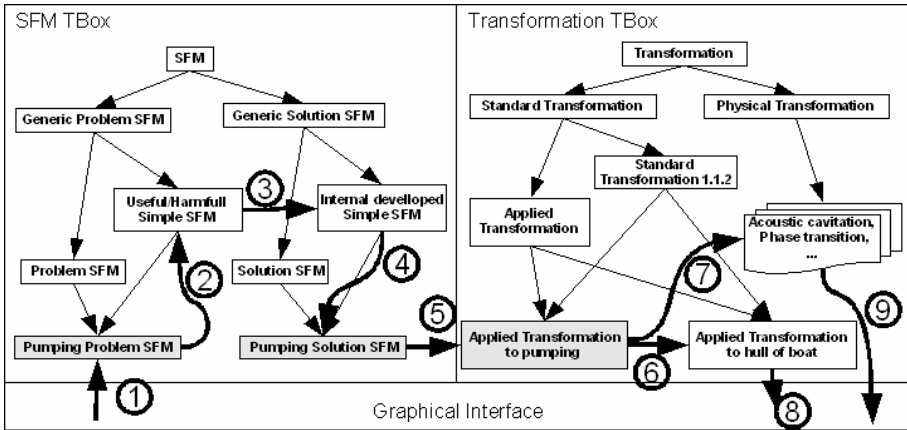 SFM TBox
Transformation TBox
SFM
Transformation
Generic Problem SFM
Generic Solution SFM
Standard Transformation
Physical Transformation
Useful/Harmfull
Simple SFM
3
Internal developped
Simple SFM
Standard
Transformation 1.1.2
Applied
Transformation
Acoustic cavitation,
Phase transition,
...
Problem SFM
2
Solution SFM
4
7
5
9
Pumping Problem SFM
Pumping Solution SFM
Applied Transformation
to pumping
6
Applied Transformation
to hull of boat
1
8
Graphical Interface